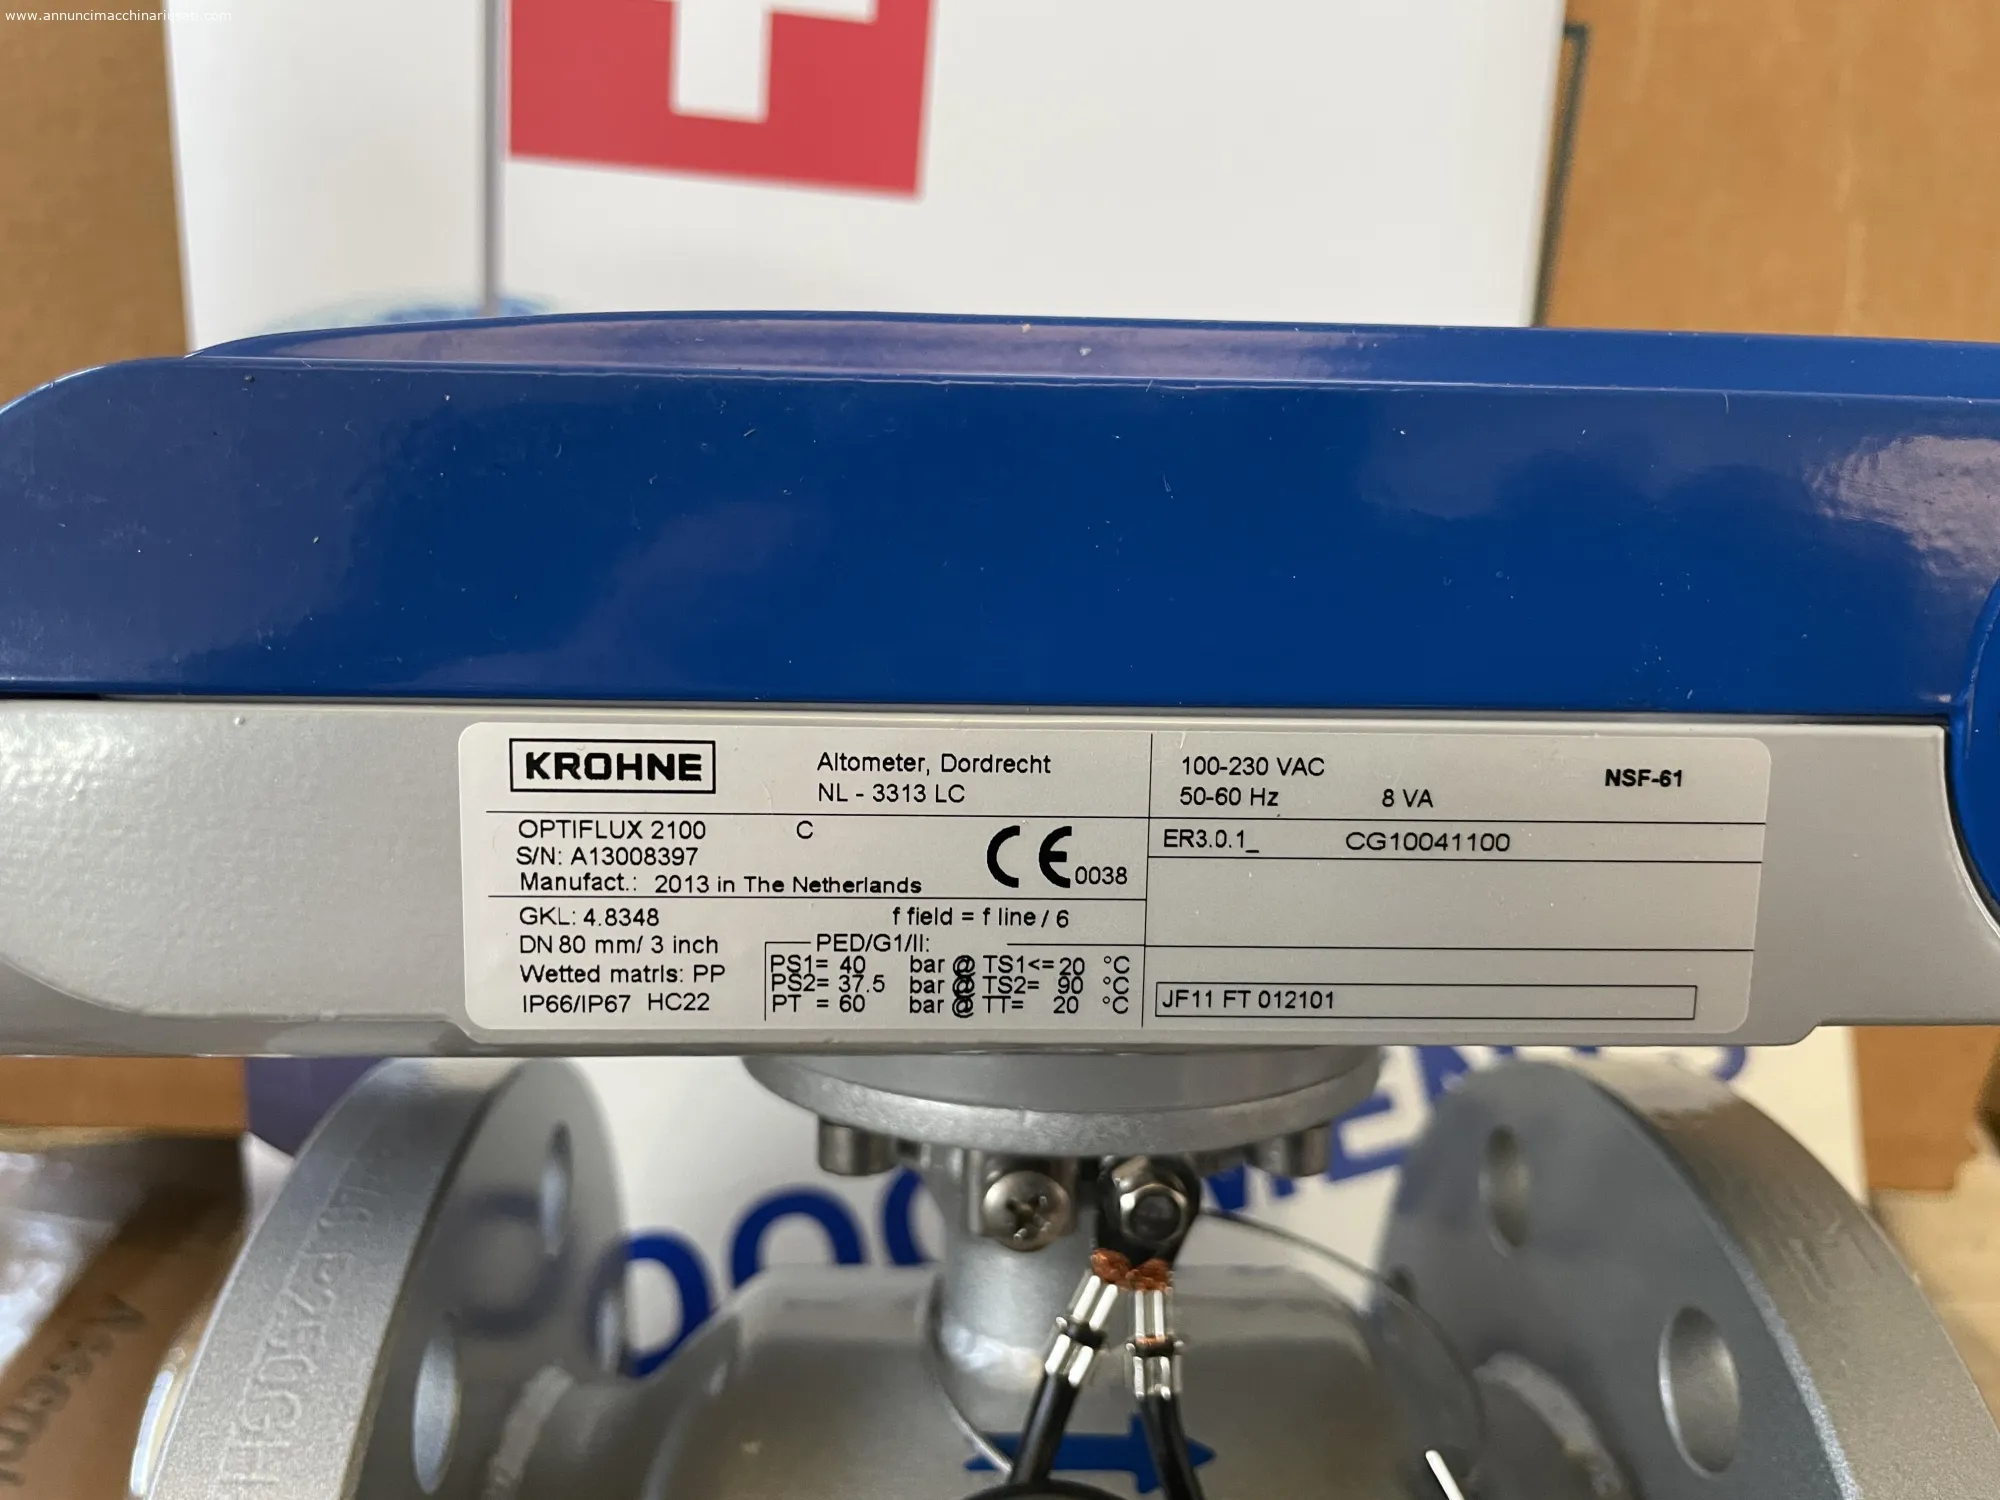 www.annuncimacchinariusati.com
KROHNE
Altometer, Dordrecht
NL - 3313 LC
100-230 VAC
50-60 Hz 8 VA
NSF-61
OPTIFLUX 2100 C
S/N: A13008397
Manufact.: 2013 in The Netherlands
CE 0038
ER3.0.1_ CG10041100
GKL: 4.8348 f field = f line / 6
DN 80 mm/ 3 inch
Wetted matrls: PP
IP66/IP67 HC22
PED/G1/II:
PS1= 40 bar @ TS1<=20 °C
PS2= 37.5 bar @ TS2= 90 °C
PT = 60 bar @ TT= 20 °C
JF11 FT 012101